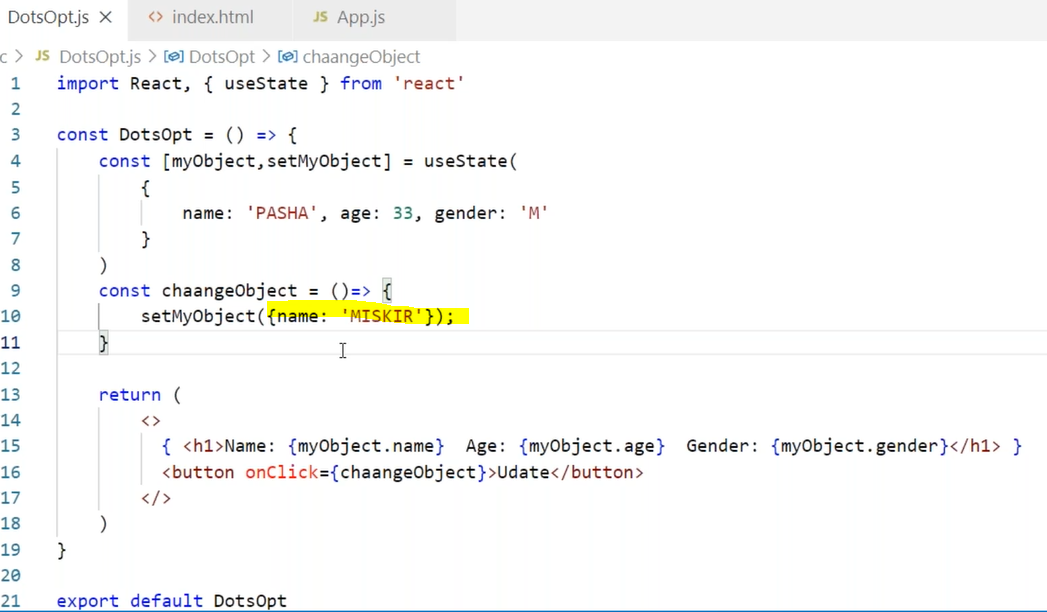 DotsOpt.js × <> index.html JS App.js
c > JS DotsOpt.js > DotsOpt > chaangeObject
1 import React, { useState } from 'react'
2
3 const DotsOpt = () => {
4 const [myObject,setMyObject] = useState(
5 {
6 name: 'PASHA', age: 33, gender: 'M'
7 }
8 )
9 const chaangeObject = ()=> {
10 setMyObject({name: 'MISKIR'});
11 }
12
13 return (
14 <>
15 { <h1>Name: {myObject.name} Age: {myObject.age} Gender: {myObject.gender}</h1> }
16 <button onClick={chaangeObject}>Udate</button>
17 </>
18 )
19 }
20
21 export default DotsOpt